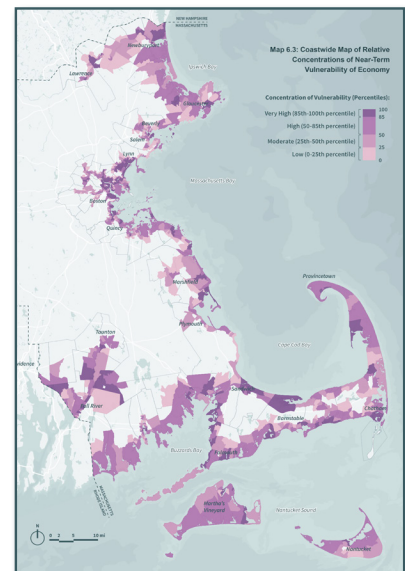 NEW HAMPSHIRE
MASSACHUSETTS
Map 6.3: Coastwide Map of Relative
Concentrations of Near-Term
Vulnerability of Economy
Concentration of Vulnerability (Percentiles):
Very High (85th-100th percentile)
High (50-85th percentile)
Moderate (25th-50th percentile)
Low (0-25th percentile)
100
85
50
25
0
Newburyport
Lawrence
Ipswich Bay
Gloucester
Beverly
Salem
Lynn
Massachusetts Bay
Boston
Quincy
Marshfield
Provincetown
Plymouth
Taunton
Cape Cod Bay
idence
Fall River
Chatham
Barnstable
Buzzards Bay
Falmouth
MASSACHUSETTS
RHODE ISLAND
Martha's
Vineyard
Nantucket Sound
Nantucket
N
0 2 5 10 mi